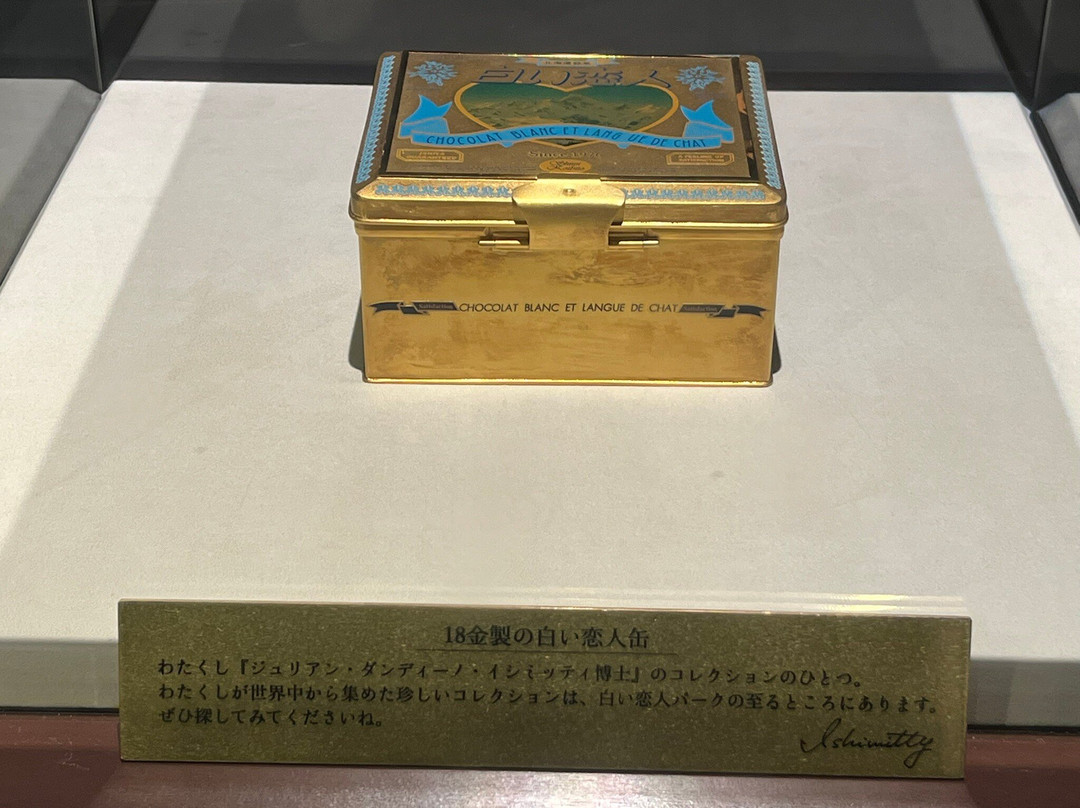 白い恋人
CHOCOLAT BLANC ET LANGUE DE CHAT
CHOCOLAT BLANC ET LANGUE DE CHAT
18金製の白い恋人缶
わたくし『ジュリアン・ダンディーノ・イシミッティ博士』のコレクションのひとつ。
わたくしが世界中から集めた珍しいコレクションは、白い恋人パークの至るところにあります。
ぜひ探してみてくださいね。
Ishimitty